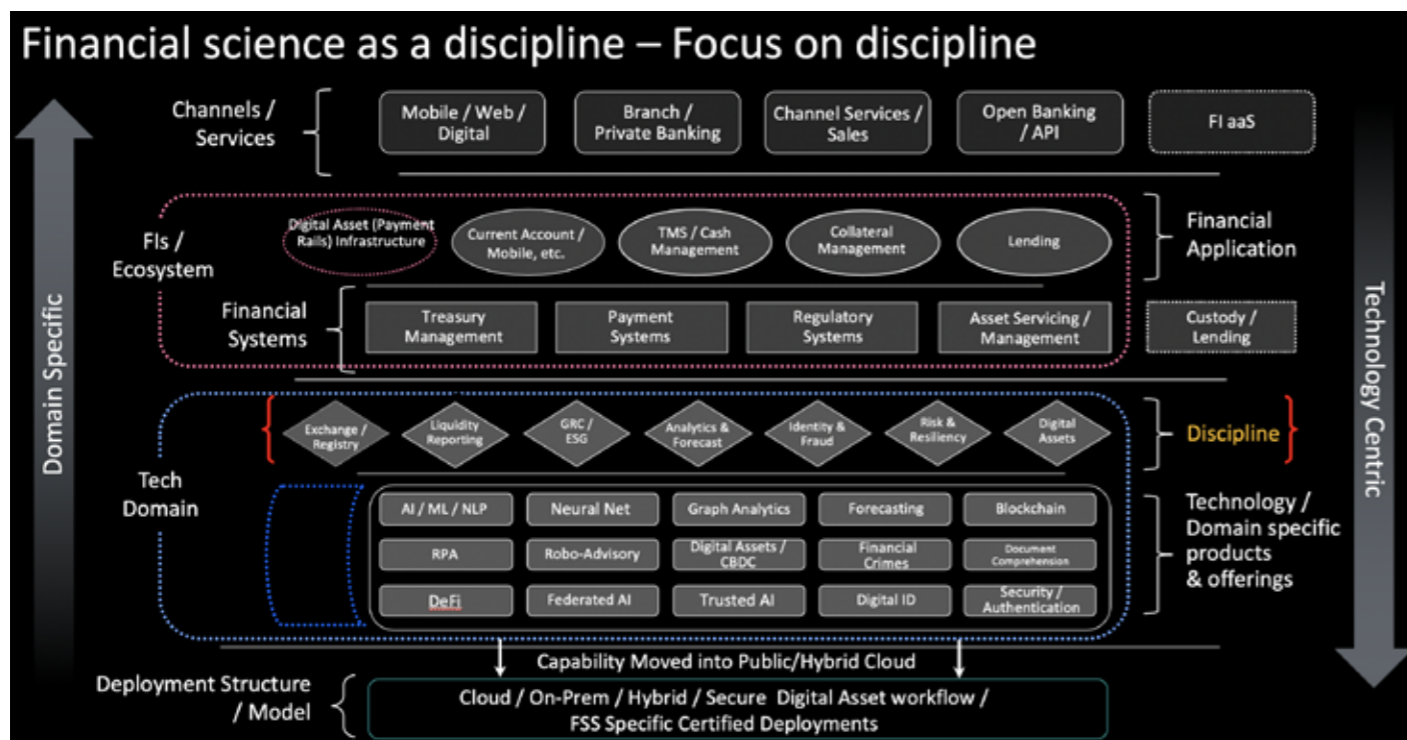 Financial science as a discipline – Focus on discipline
Channels /
Services
Mobile / Web /
Digital
Branch /
Private Banking
Channel Services /
Sales
Open Banking
/ API
FI aaS
Domain Specific
Technology Centric
FIs /
Ecosystem
Digital Asset (Payment
Rails) Infrastructure
Current Account /
Mobile, etc.
TMS / Cash
Management
Collateral
Management
Lending
Financial
Application
Financial
Systems
Treasury
Management
Payment
Systems
Regulatory
Systems
Asset Servicing /
Management
Custody /
Lending
Tech
Domain
Exchange /
Registry
Liquidity
Reporting
GRC /
ESG
Analytics &
Forecast
Identity &
Fraud
Risk &
Resiliency
Digital
Assets
Discipline
AI / ML / NLP
Neural Net
Graph Analytics
Forecasting
Blockchain
RPA
Robo-Advisory
Digital Assets /
CBDC
Financial
Crimes
Document
Comprehension
DeFi
Federated AI
Trusted AI
Digital ID
Security /
Authentication
Technology /
Domain specific
products
& offerings
Capability Moved into Public/Hybrid Cloud
Deployment Structure
/ Model
Cloud / On-Prem / Hybrid / Secure Digital Asset workflow /
FSS Specific Certified Deployments